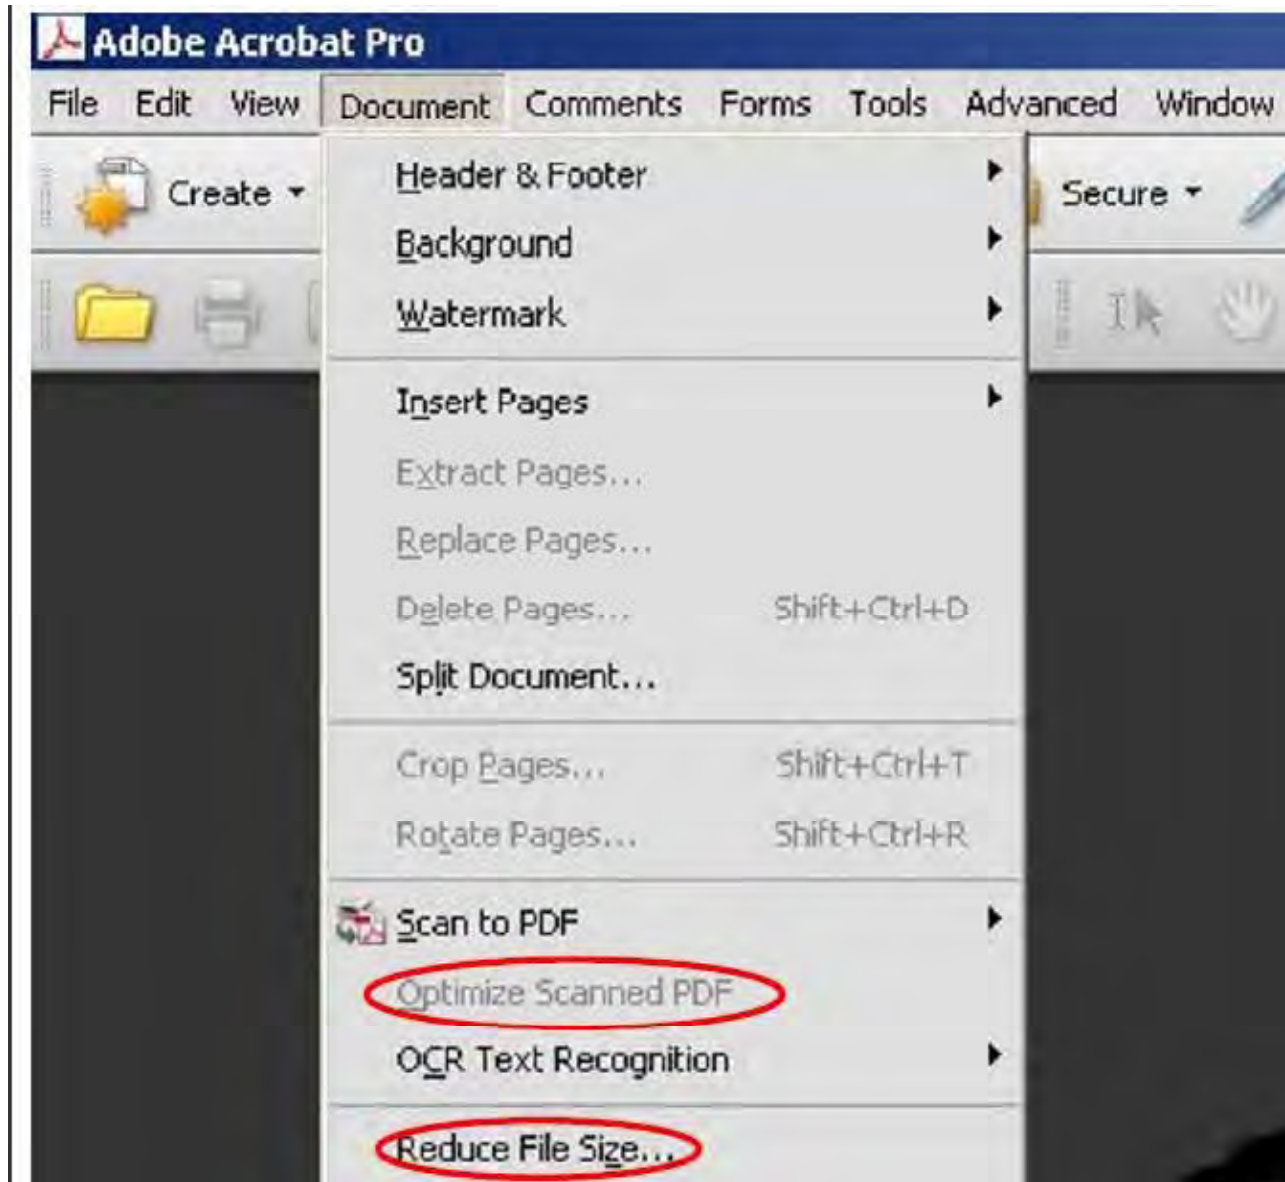 Adobe Acrobat Pro
File Edit View Document Comments Forms Tools Advanced Window
Create Secure
Header & Footer
Background
Watermark
Insert Pages
Extract Pages...
Replace Pages...
Delete Pages... Shift+Ctrl+D
Split Document...
Crop Pages... Shift+Ctrl+T
Rotate Pages... Shift+Ctrl+R
Scan to PDF
Optimize Scanned PDF
OCR Text Recognition
Reduce File Size...